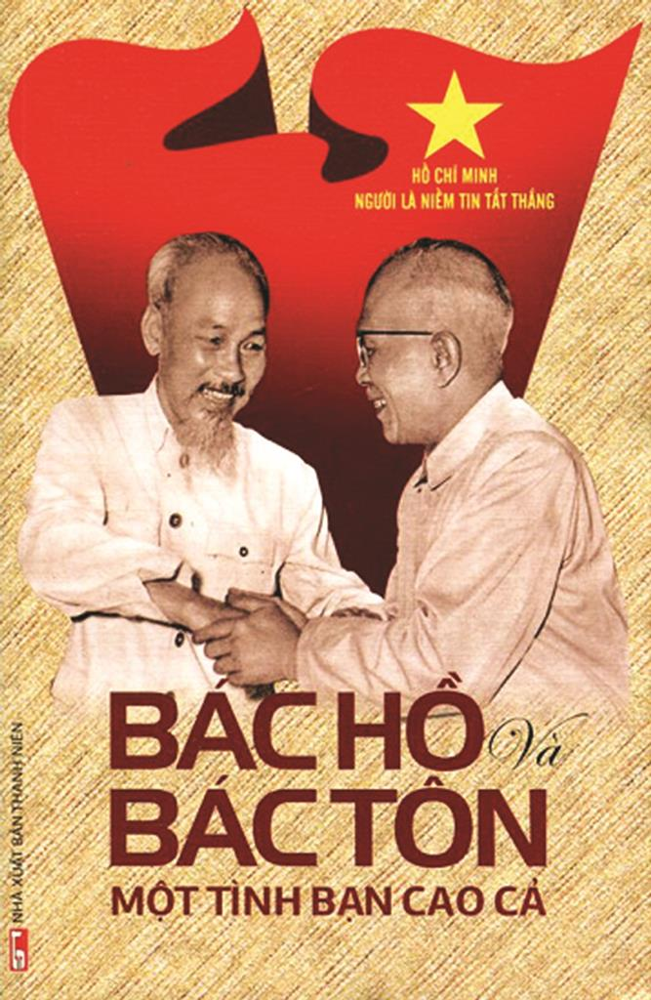 HỒ CHÍ MINH
NGƯỜI LÀ NIỀM TIN TẤT THẮNG
BÁC HỒ Và
BÁC TÔN
MỘT TÌNH BẠN CAO CẢ
NHÀ XUẤT BẢN THANH NIÊN